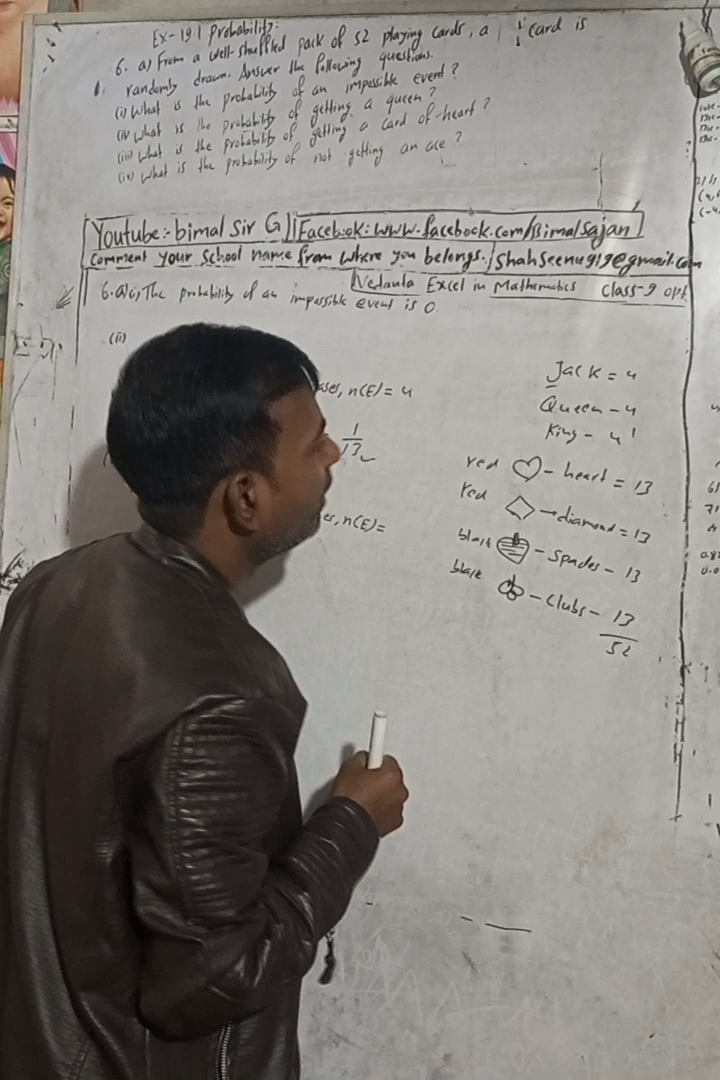 Ex-19.1 Probability:
6. a) From a well-shuffled pack of 52 playing cards, a card is
randomly drawn. Answer the following questions.
(i) What is the probability of an impossible event?
(ii) What is the probability of getting a queen?
(iii) What is the probability of getting a card of heart?
(iv) What is the probability of not getting an ace?
Youtube:- bimal Sir G || Facebook: www.facebook.com/Bimalsajan
Comment your School name from where you belongs. / Shahseenu919@gmail.com
Vedanta Excel in Mathematics Class-9 opt
6. a) i) The probability of an impossible event is 0
(ii)
ases, n(E) = 4
1
13
es, n(E) =
Jack = 4
Queen - 4
King - 4
red - heart = 13
red diamond = 13
black - Spades - 13
black - Clubs - 13
52